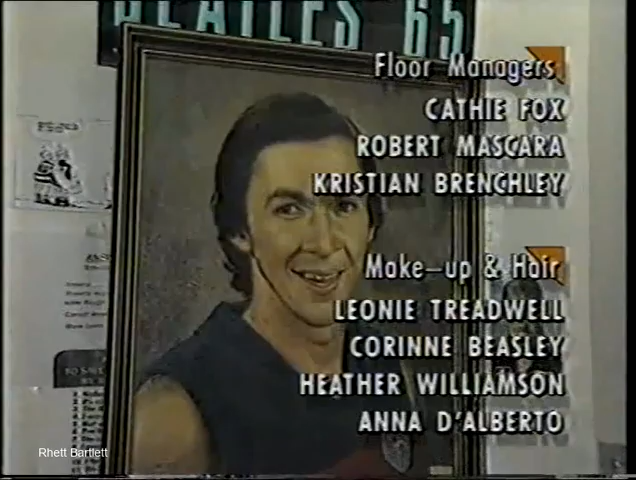 BEATLES 65
Floor Managers
CATHIE FOX
ROBERT MASCARA
KRISTIAN BRENCHLEY
Make-up & Hair
LEONIE TREADWELL
CORINNE BEASLEY
HEATHER WILLIAMSON
ANNA D'ALBERTO
Rhett Bartlett